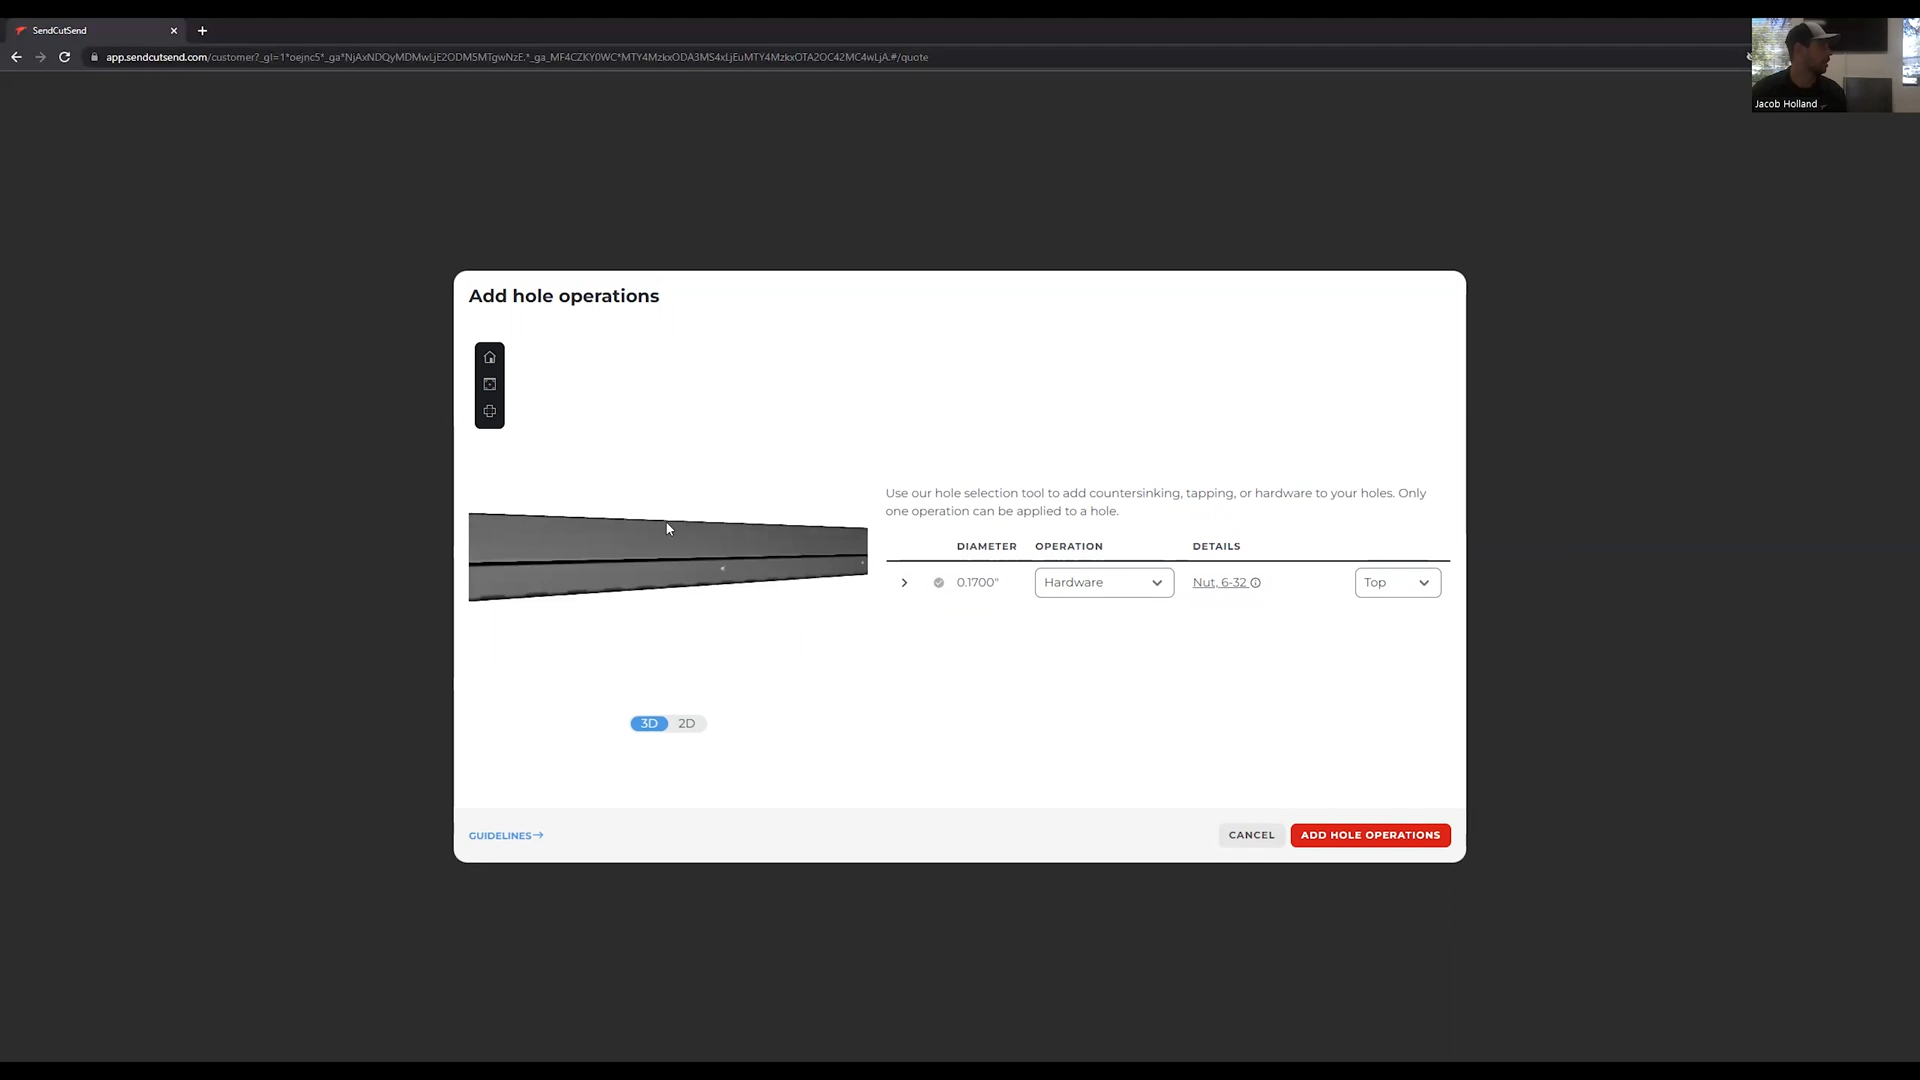 SendCutSend
app.sendcutsend.com/customer?_gl=1*oejnc5*_ga*NjAxNDQyMDMwLjE2ODM5MTgwNzE.*_ga_MF4CZKY0WC*MTY4MzkxODA3MS4xLjEuMTY4MzkxOTA2OC42MC4wLjA.#/quote
Jacob Holland
Add hole operations
Use our hole selection tool to add countersinking, tapping, or hardware to your holes. Only
one operation can be applied to a hole.
DIAMETER OPERATION DETAILS
0.1700" Hardware Nut, 6-32 Top
3D 2D
GUIDELINES→
CANCEL ADD HOLE OPERATIONS